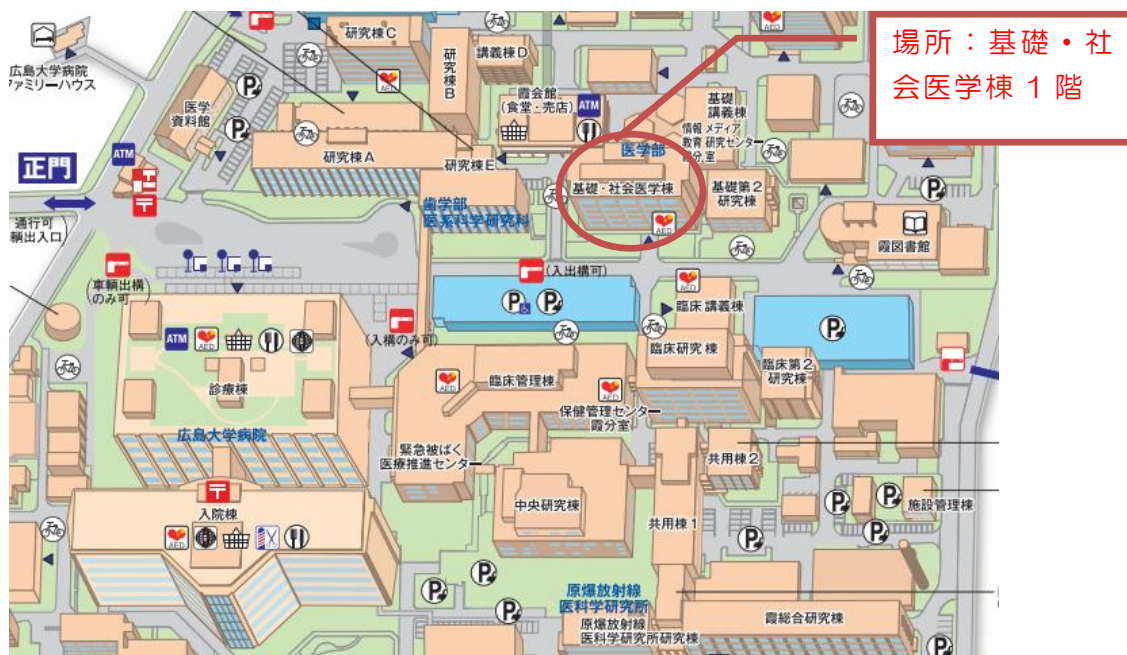 場所：基礎・社
会医学棟 1 階
広島大学病院
ファミリーハウス
医学
資料館
正門
ATM
通行可
輌出入口）
（車輌出構
のみ可）
研究棟C
研究棟B
講義棟D
霞会館
（食堂・売店）
ATM
研究棟A
研究棟E
歯学部
医系科学研究科
医学部
基礎・社会医学棟
AED
基礎
講義棟
情報メディア
教育研究センター
霞分室
基礎第2
研究棟
霞図書館
（入出構可）
（入構のみ可）
AED
臨床講義棟
臨床研究棟
臨床第2
研究棟
ATM
AED
診療棟
広島大学病院
AED
臨床管理棟
AED
保健管理センター
霞分室
緊急被ばく
医療推進センター
中央研究棟
共用棟2
共用棟1
施設管理棟
入院棟
AED
原爆放射線
医科学研究所
原爆放射線
医科学研究所研究棟
霞総合研究棟